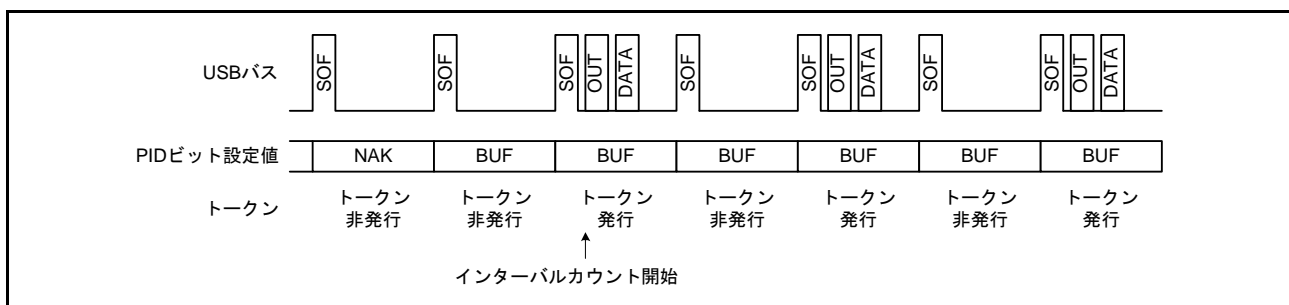 SOF SOF SOF OUT DATA SOF SOF OUT DATA SOF SOF OUT DATA
USBバス
PIDビット設定値 NAK BUF BUF BUF BUF BUF BUF
トークン トークン トークン トークン トークン トークン トークン
トークン
非発行 非発行 発行 非発行 発行 非発行 発行
インターバルカウント開始